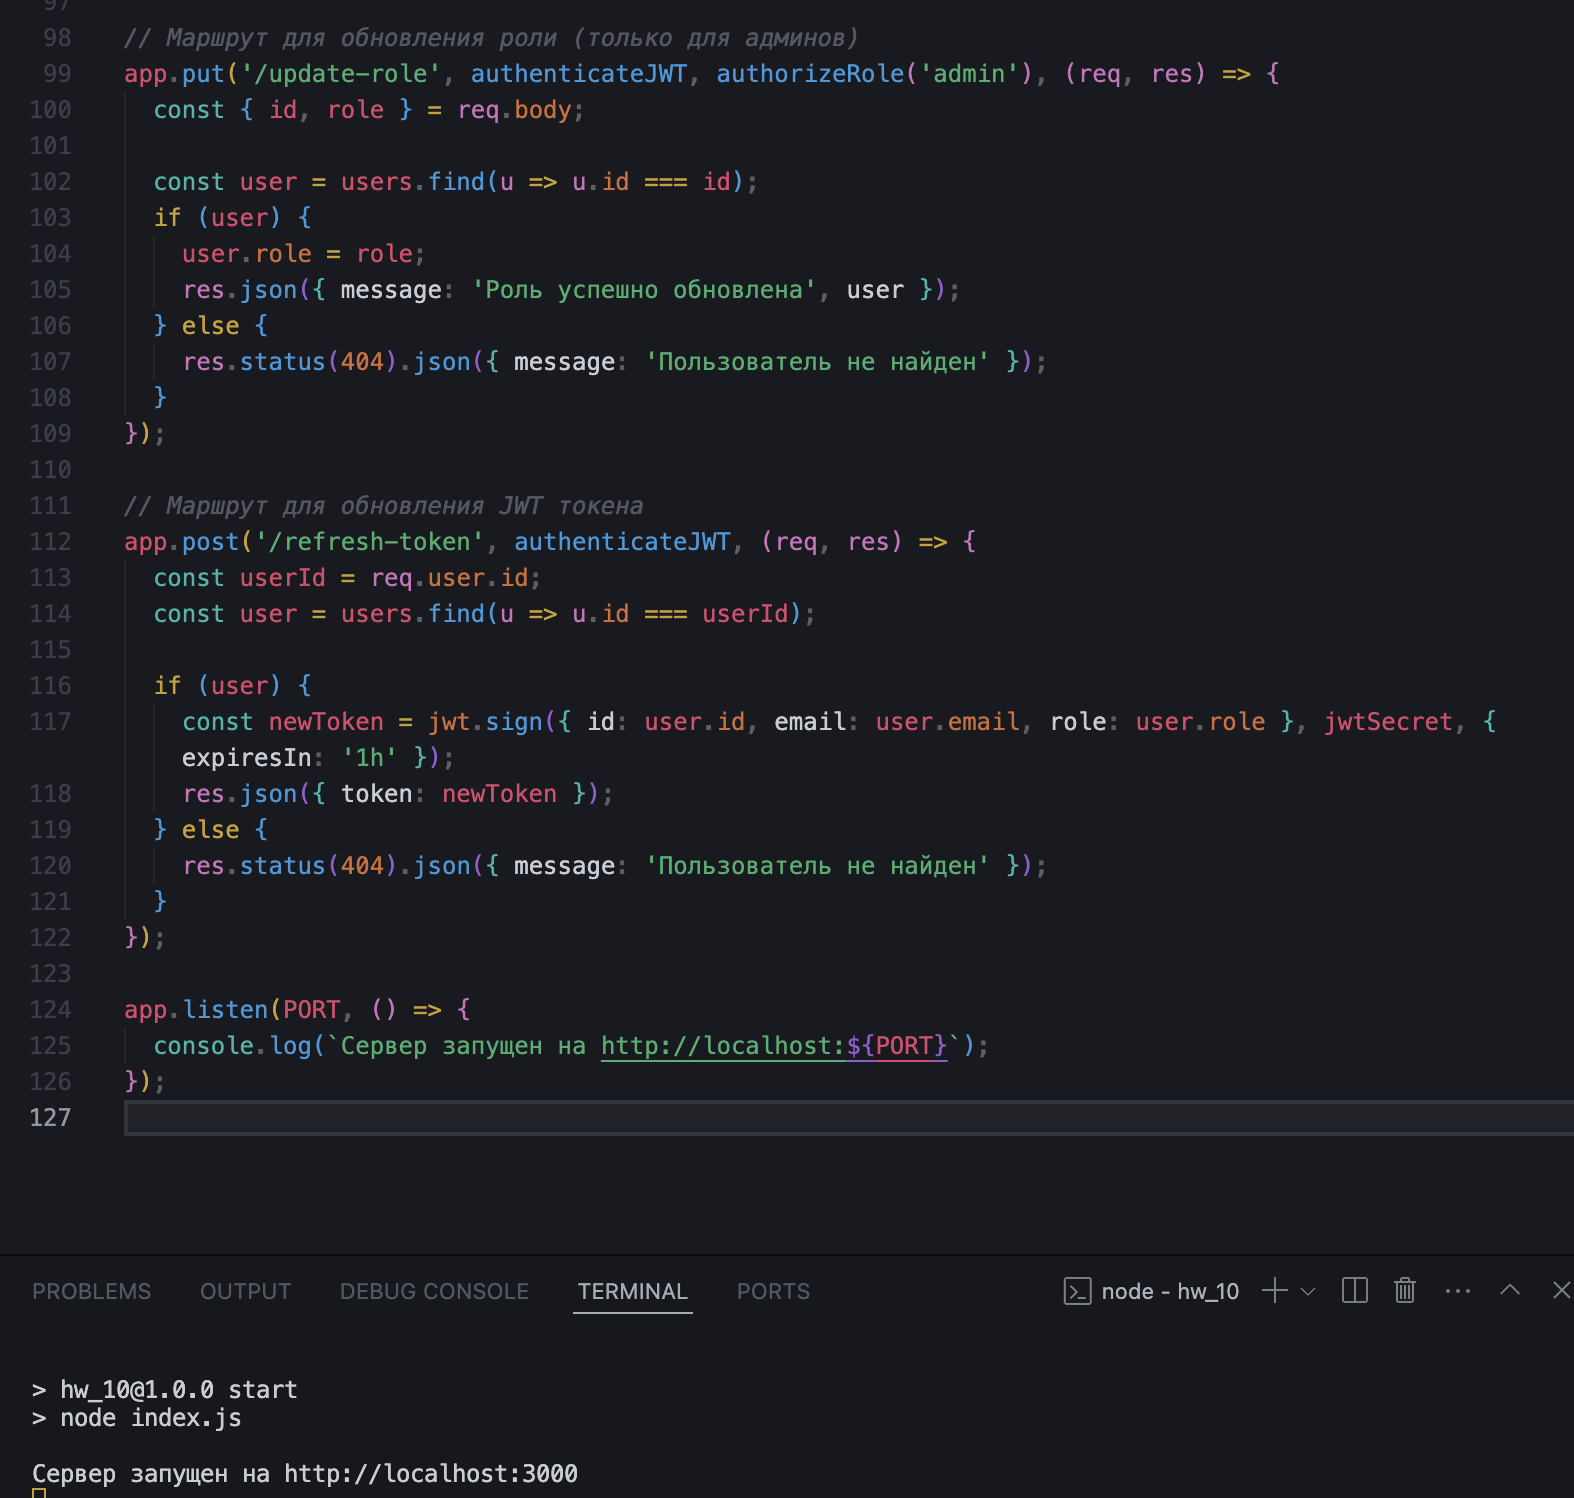 97
98 // Маршрут для обновления роли (только для админов)
99 app.put('/update-role', authenticateJWT, authorizeRole('admin'), (req, res) => {
100 const { id, role } = req.body;
101
102 const user = users.find(u => u.id === id);
103 if (user) {
104 user.role = role;
105 res.json({ message: 'Роль успешно обновлена', user });
106 } else {
107 res.status(404).json({ message: 'Пользователь не найден' });
108 }
109 });
110
111 // Маршрут для обновления JWT токена
112 app.post('/refresh-token', authenticateJWT, (req, res) => {
113 const userId = req.user.id;
114 const user = users.find(u => u.id === userId);
115
116 if (user) {
117 const newToken = jwt.sign({ id: user.id, email: user.email, role: user.role }, jwtSecret, {
expiresIn: '1h' });
118 res.json({ token: newToken });
119 } else {
120 res.status(404).json({ message: 'Пользователь не найден' });
121 }
122 });
123
124 app.listen(PORT, () => {
125 console.log(`Сервер запущен на http://localhost:${PORT}`);
126 });
127
PROBLEMS OUTPUT DEBUG CONSOLE TERMINAL PORTS node - hw_10
> hw_10@1.0.0 start
> node index.js
Сервер запущен на http://localhost:3000